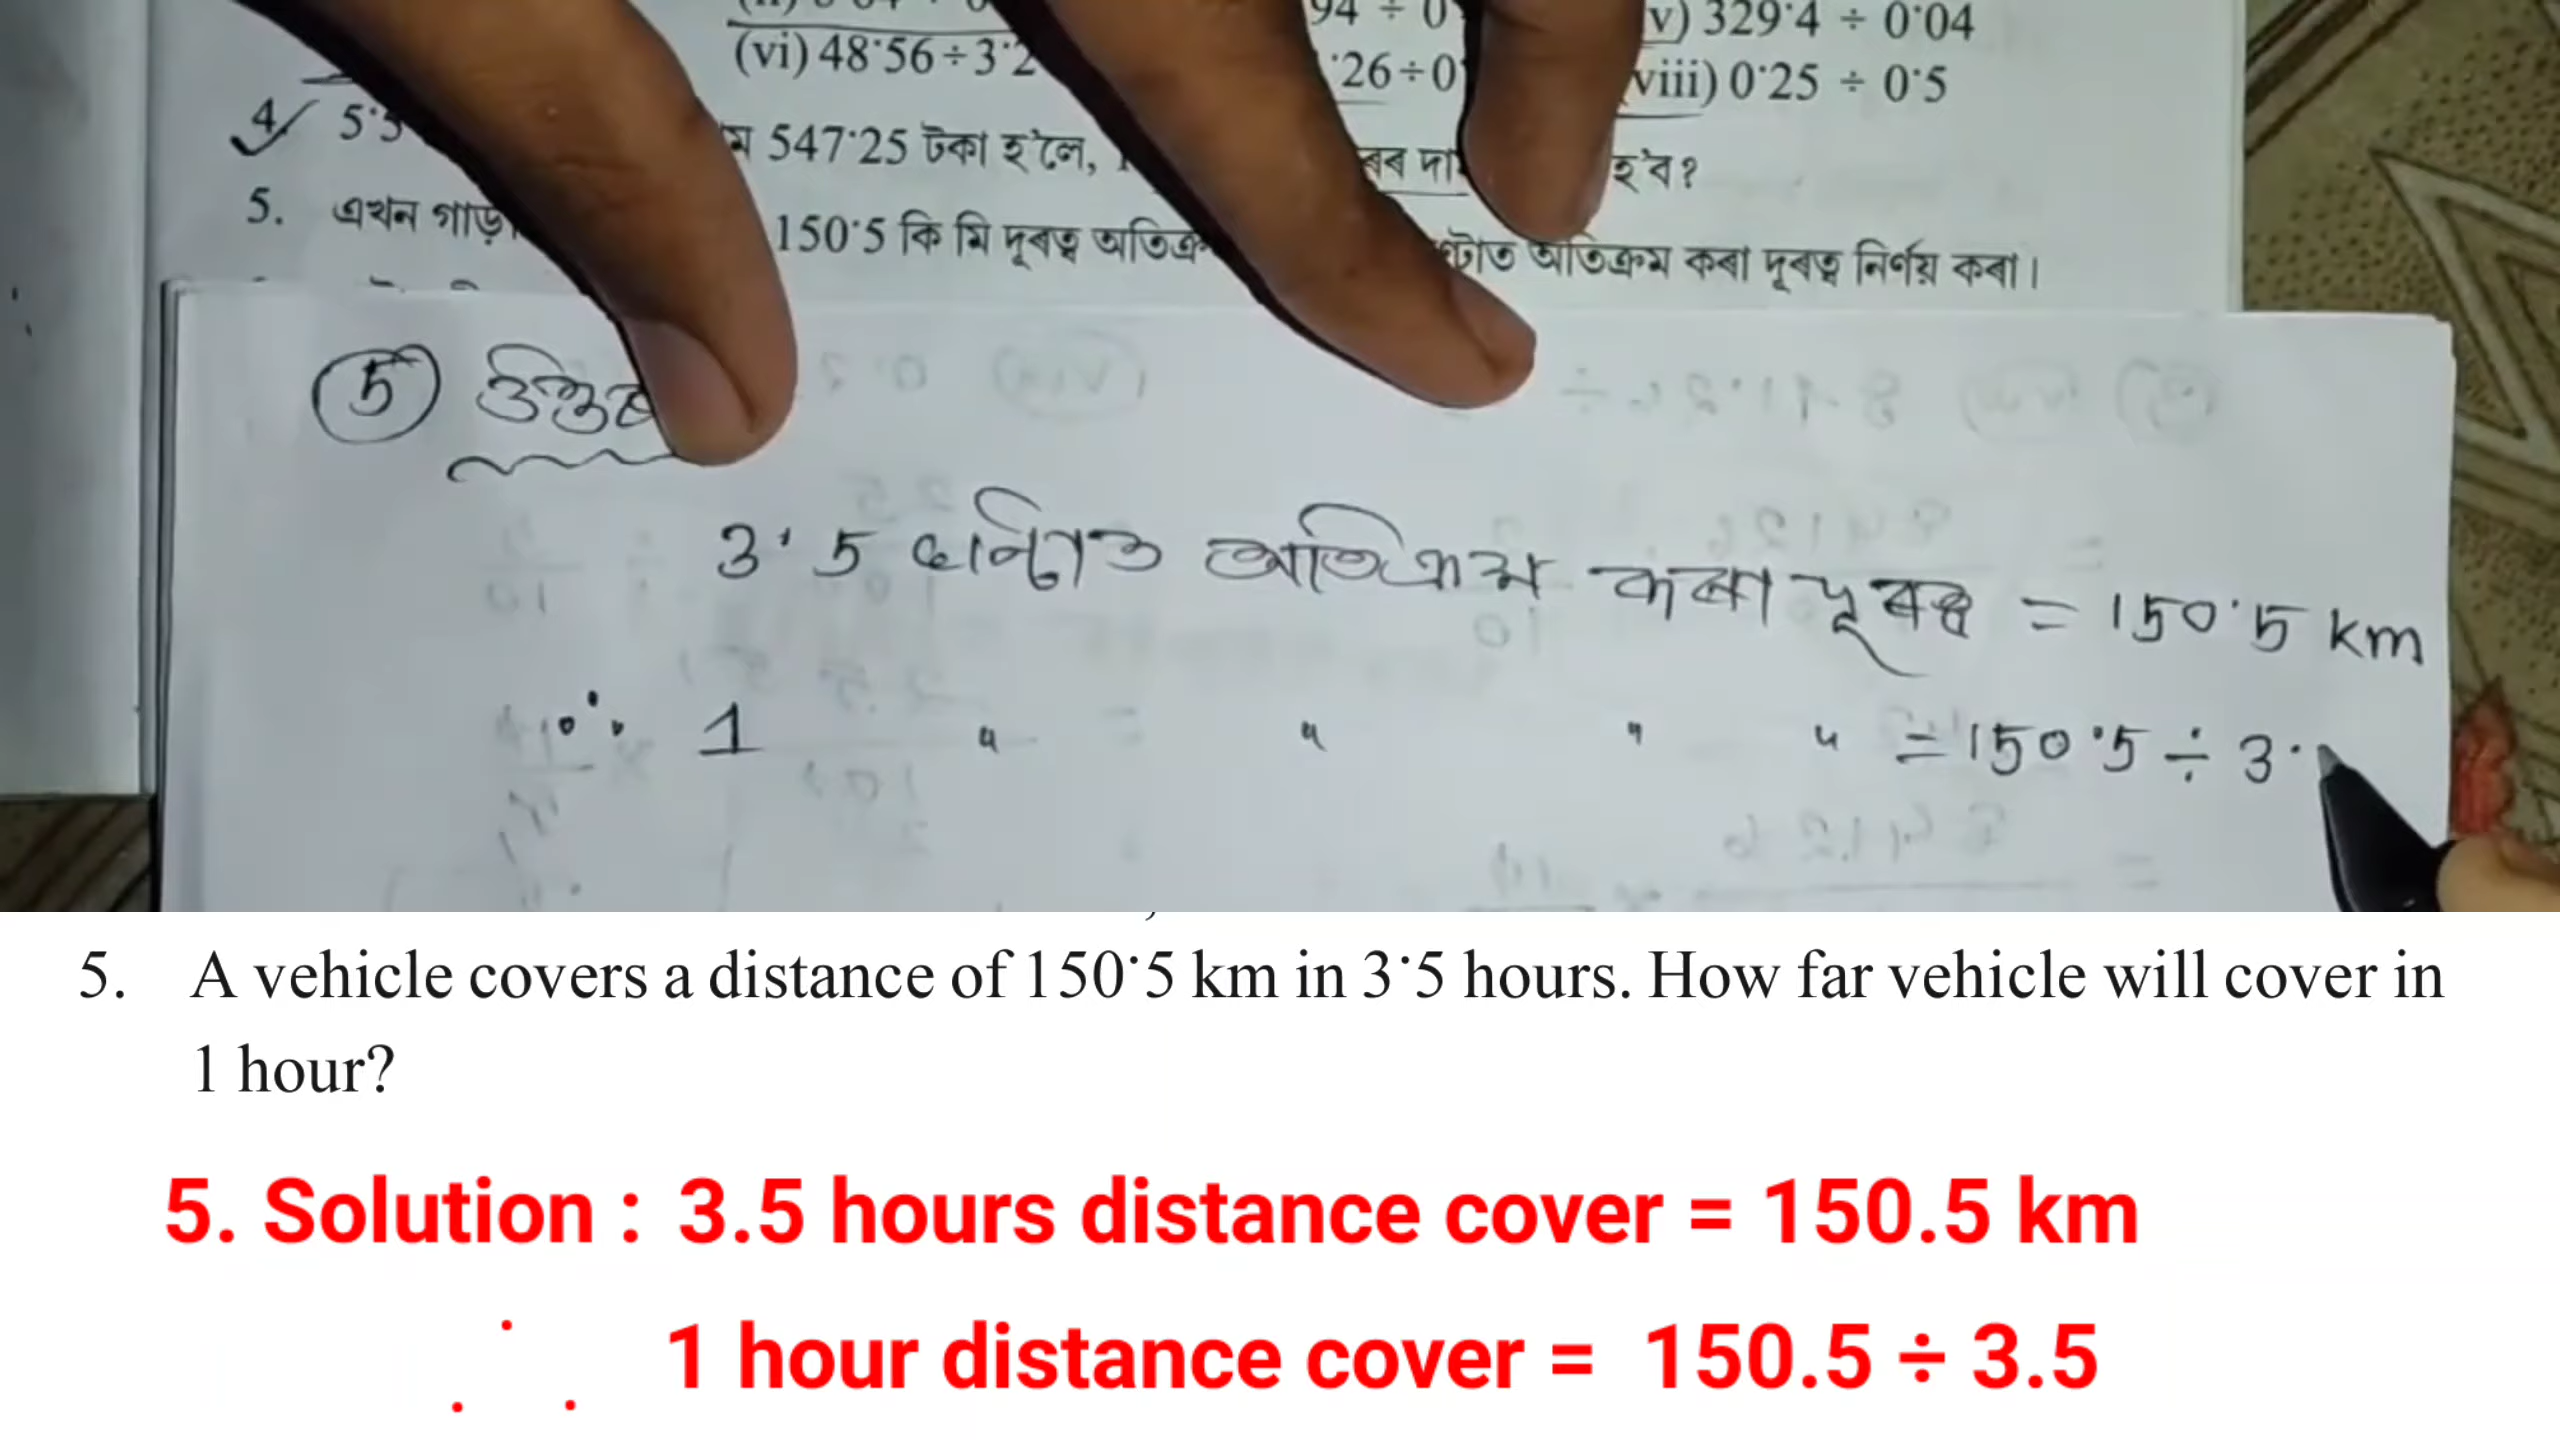 (vi) 48·56÷3·2 ·26÷0 viii) 0·25 ÷ 0·5
94 ÷ 0 v) 329·4 ÷ 0·04
4. 5·5 547·25 টকা হ'লে, হ'ব?
5. এখন 150·5 কি মি দূৰত্ব অতিক্ৰম কৰা দূৰত্ব নিৰ্ণয় কৰা।
5 উত্তৰ
3·5 ঘণ্টাত অতিক্ৰম কৰা দূৰত্ব = 150·5 km
∴ 1 " " " " = 150·5 ÷ 3·
5. A vehicle covers a distance of 150·5 km in 3·5 hours. How far vehicle will cover in
1 hour?
5. Solution : 3.5 hours distance cover = 150.5 km
∴ 1 hour distance cover = 150.5 ÷ 3.5